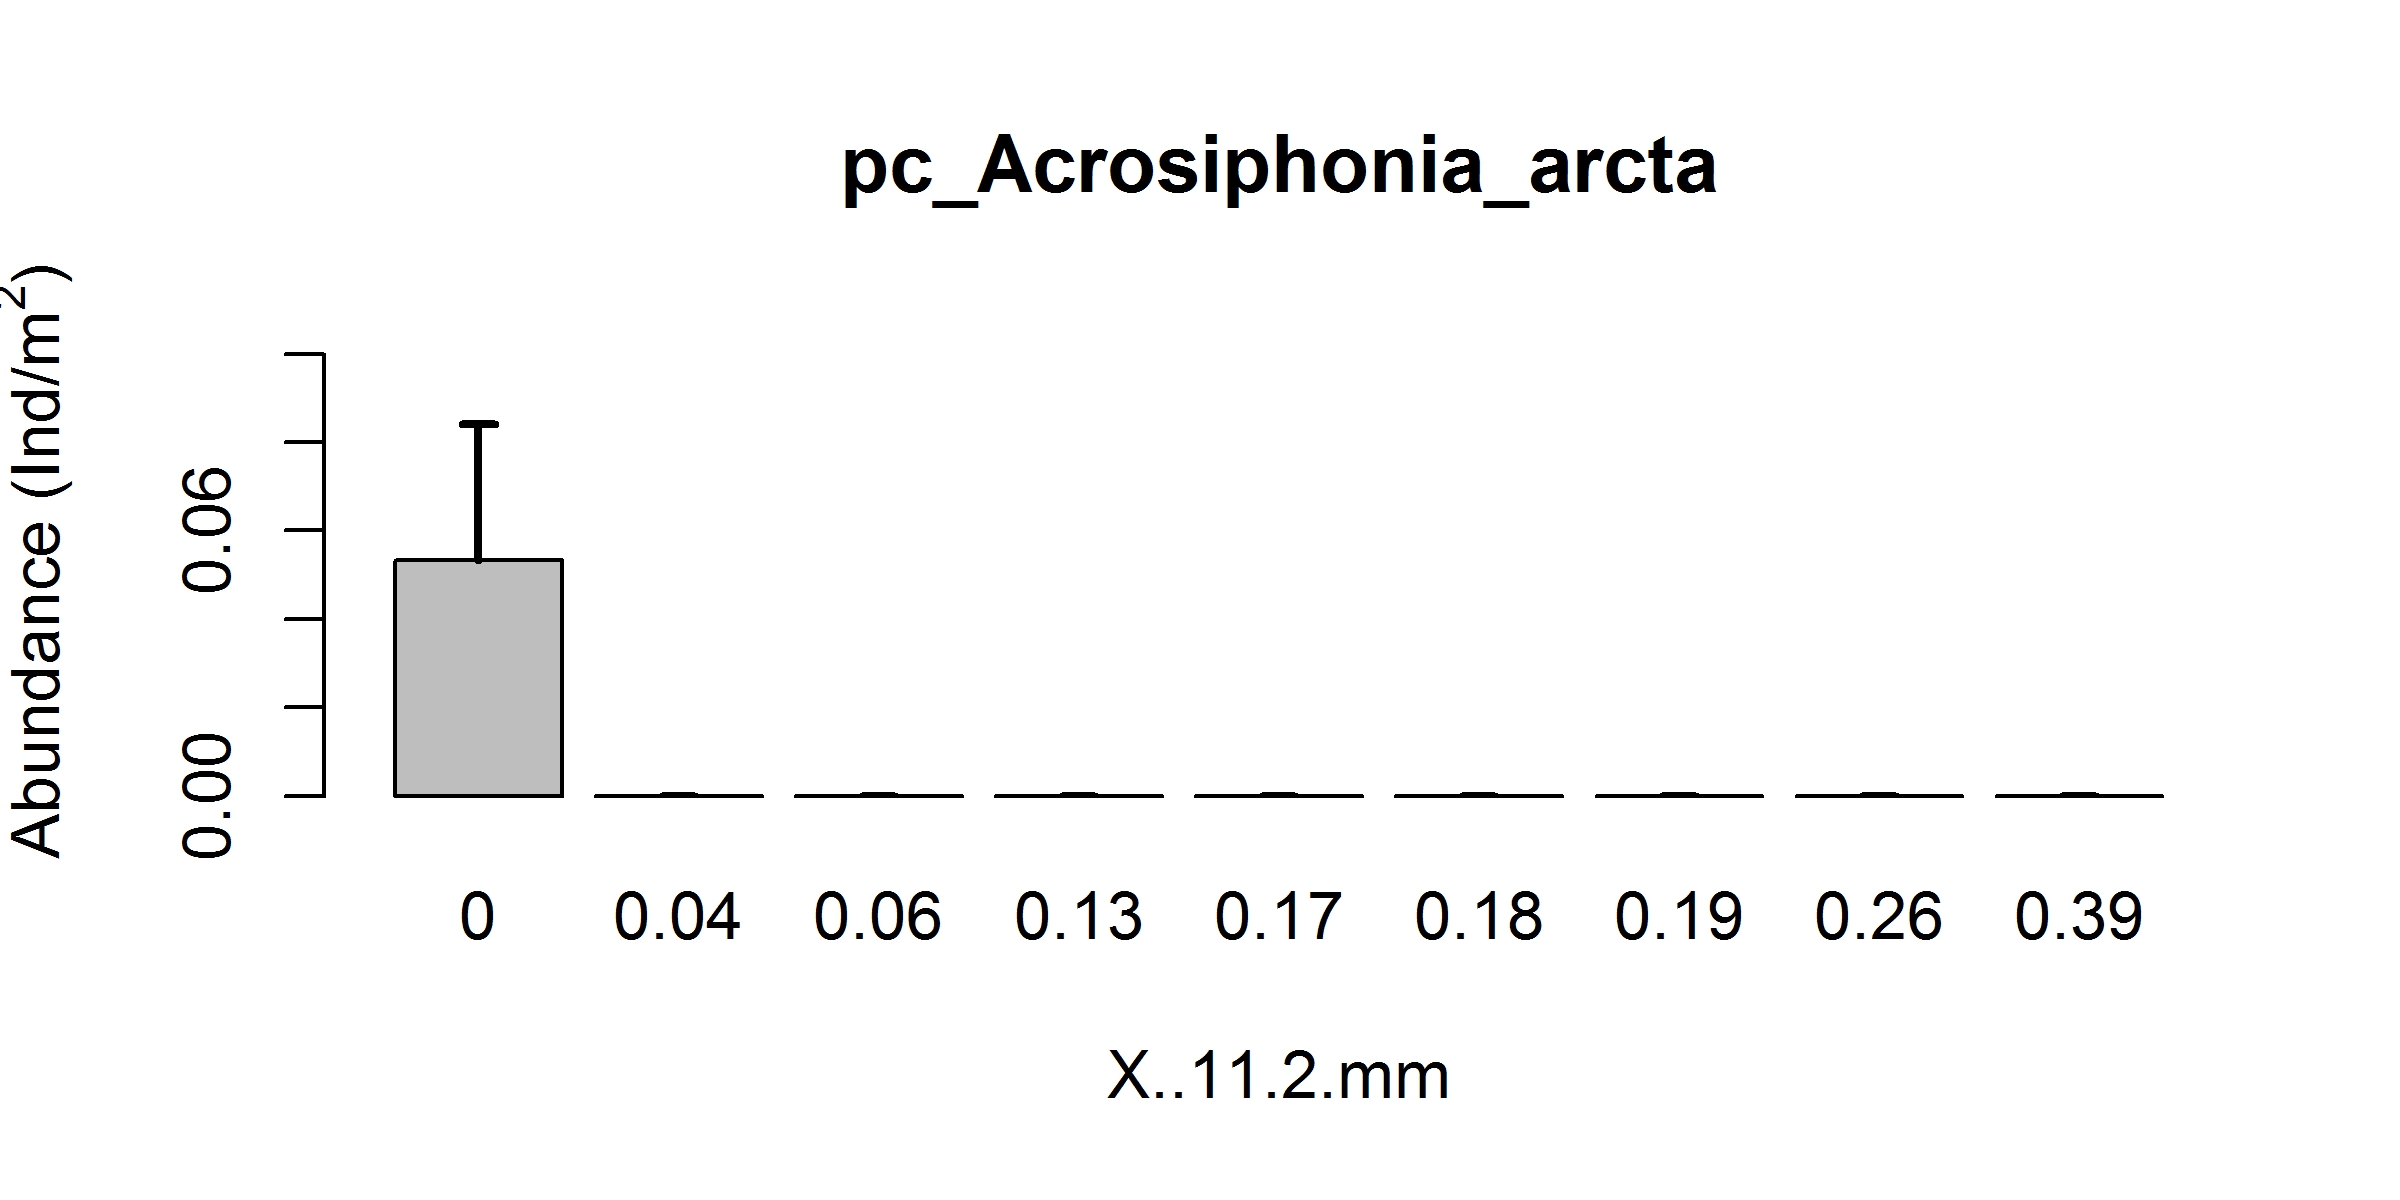 pc_Acrosiphonia_arcta
Abundance (Ind/m²)
0.06
0.00
0 0.04 0.06 0.13 0.17 0.18 0.19 0.26 0.39
X..11.2.mm